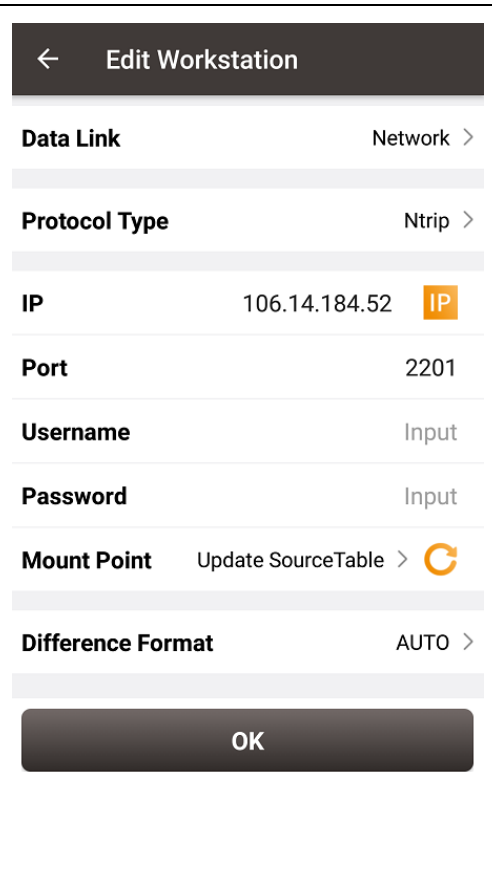 Edit Workstation
Data Link Network
Protocol Type Ntrip
IP 106.14.184.52 IP
Port 2201
Username Input
Password Input
Mount Point Update SourceTable
Difference Format AUTO
OK